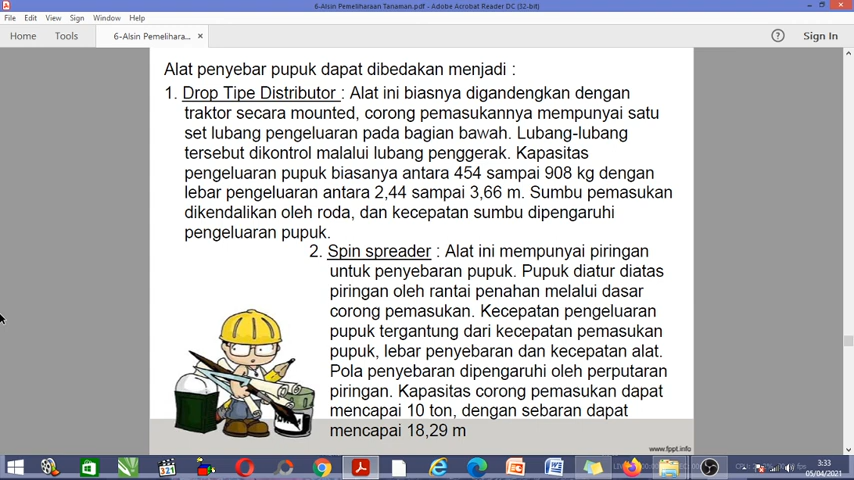 6-Alsin Pemeliharaan Tanaman.pdf - Adobe Acrobat Reader DC (32-bit)
File Edit View Sign Window Help
Home Tools 6-Alsin Pemelihara... × Sign In
Alat penyebar pupuk dapat dibedakan menjadi :
1. Drop Tipe Distributor : Alat ini biasnya digandengkan dengan
traktor secara mounted, corong pemasukannya mempunyai satu
set lubang pengeluaran pada bagian bawah. Lubang-lubang
tersebut dikontrol malalui lubang penggerak. Kapasitas
pengeluaran pupuk biasanya antara 454 sampai 908 kg dengan
lebar pengeluaran antara 2,44 sampai 3,66 m. Sumbu pemasukan
dikendalikan oleh roda, dan kecepatan sumbu dipengaruhi
pengeluaran pupuk.
2. Spin spreader : Alat ini mempunyai piringan
untuk penyebaran pupuk. Pupuk diatur diatas
piringan oleh rantai penahan melalui dasar
corong pemasukan. Kecepatan pengeluaran
pupuk tergantung dari kecepatan pemasukan
pupuk, lebar penyebaran dan kecepatan alat.
Pola penyebaran dipengaruhi oleh perputaran
piringan. Kapasitas corong pemasukan dapat
mencapai 10 ton, dengan sebaran dapat
mencapai 18,29 m
www.fppt.info
321
3:33
05/04/2021